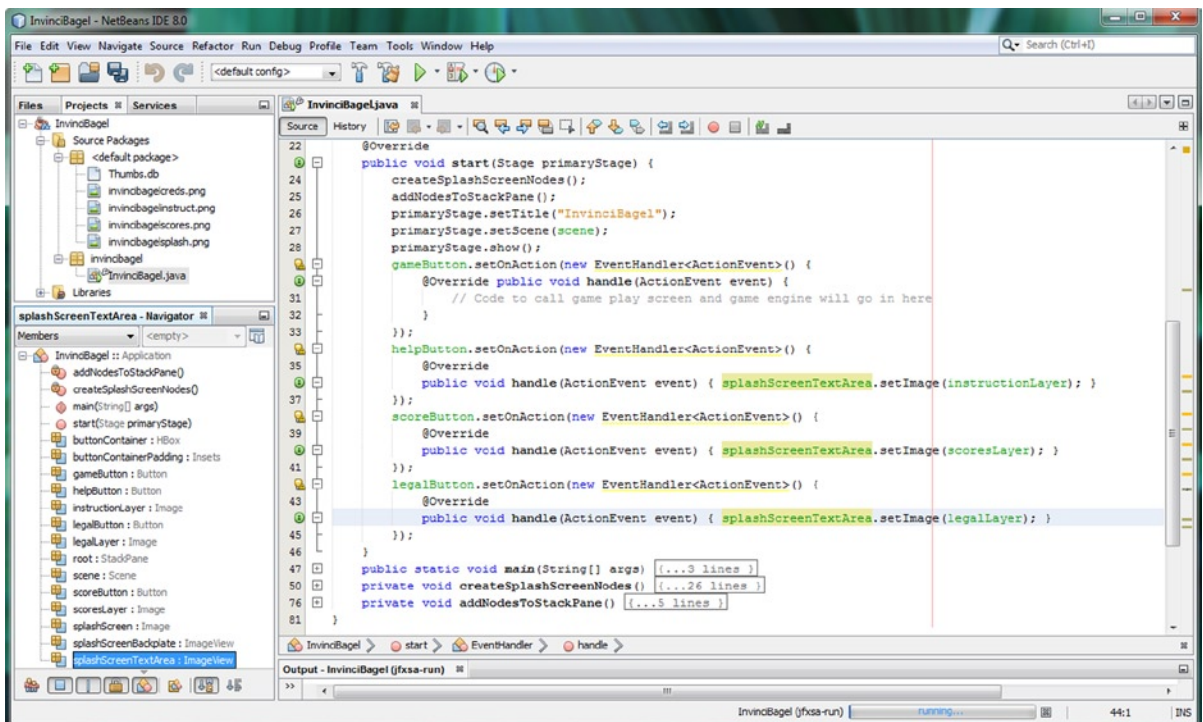 InvinciBagel - NetBeans IDE 8.0
File Edit View Navigate Source Refactor Run Debug Profile Team Tools Window Help
Search (Ctrl+I)
<default config>
Files Projects Services
InvinciBagel
Source Packages
<default package>
Thumbs.db
invincibagelcreds.png
invincibagelinstruct.png
invincibagelscores.png
invincibagelsplash.png
invincibagel
InvinciBagel.java
Libraries
splashScreenTextArea - Navigator
Members <empty>
InvinciBagel :: Application
addNodesToStackPane()
createSplashScreenNodes()
main(String[] args)
start(Stage primaryStage)
buttonContainer : HBox
buttonContainerPadding : Insets
gameButton : Button
helpButton : Button
instructionLayer : Image
legalButton : Button
legalLayer : Image
root : StackPane
scene : Scene
scoreButton : Button
scoresLayer : Image
splashScreen : Image
splashScreenBackplate : ImageView
splashScreenTextArea : ImageView
InvinciBagel.java
Source History
22 @Override
public void start(Stage primaryStage) {
24 createSplashScreenNodes();
25 addNodesToStackPane();
26 primaryStage.setTitle("InvinciBagel");
27 primaryStage.setScene(scene);
28 primaryStage.show();
gameButton.setOnAction(new EventHandler<ActionEvent>() {
@Override public void handle(ActionEvent event) {
31 // Code to call game play screen and game engine will go in here
32 }
33 });
helpButton.setOnAction(new EventHandler<ActionEvent>() {
35 @Override
public void handle(ActionEvent event) { splashScreenTextArea.setImage(instructionLayer); }
37 });
scoreButton.setOnAction(new EventHandler<ActionEvent>() {
39 @Override
public void handle(ActionEvent event) { splashScreenTextArea.setImage(scoresLayer); }
41 });
legalButton.setOnAction(new EventHandler<ActionEvent>() {
43 @Override
public void handle(ActionEvent event) { splashScreenTextArea.setImage(legalLayer); }
45 });
46 }
47 public static void main(String[] args) {...3 lines }
50 private void createSplashScreenNodes() {...26 lines }
76 private void addNodesToStackPane() {...5 lines }
81 }
InvinciBagel start EventHandler handle
Output - InvinciBagel (jfxsa-run)
InvinciBagel (jfxsa-run) running... 44:1 INS